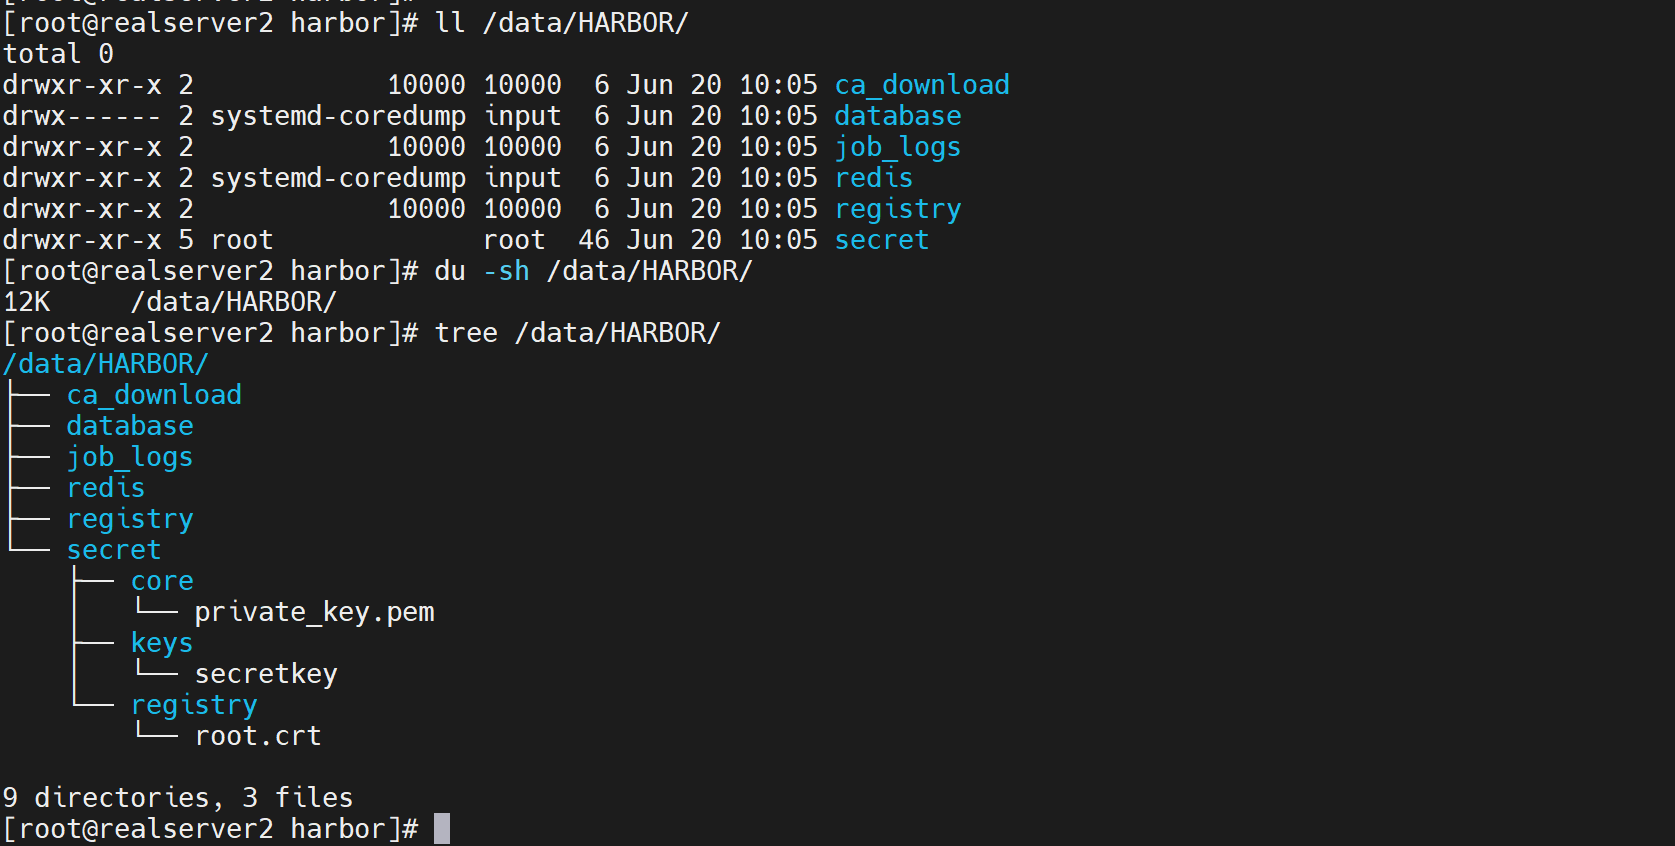 [root@realserver2 harbor]#
[root@realserver2 harbor]# ll /data/HARBOR/
total 0
drwxr-xr-x 2            10000 10000  6 Jun 20 10:05 ca_download
drwx------ 2 systemd-coredump input  6 Jun 20 10:05 database
drwxr-xr-x 2            10000 10000  6 Jun 20 10:05 job_logs
drwxr-xr-x 2 systemd-coredump input  6 Jun 20 10:05 redis
drwxr-xr-x 2            10000 10000  6 Jun 20 10:05 registry
drwxr-xr-x 5 root             root  46 Jun 20 10:05 secret
[root@realserver2 harbor]# du -sh /data/HARBOR/
12K     /data/HARBOR/
[root@realserver2 harbor]# tree /data/HARBOR/
/data/HARBOR/
├── ca_download
├── database
├── job_logs
├── redis
├── registry
└── secret
    ├── core
    │   └── private_key.pem
    ├── keys
    │   └── secretkey
    └── registry
        └── root.crt

9 directories, 3 files
[root@realserver2 harbor]#